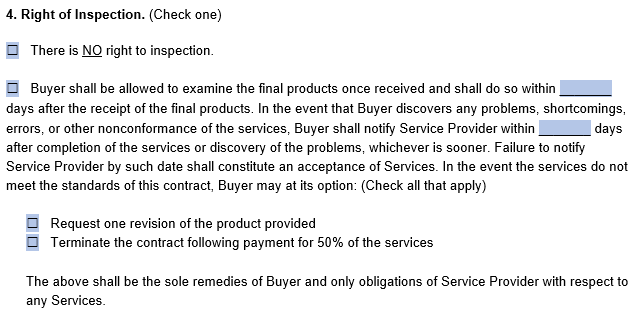 4. Right of Inspection. (Check one)
☐ There is NO right to inspection.
☐ Buyer shall be allowed to examine the final products once received and shall do so within ______
days after the receipt of the final products. In the event that Buyer discovers any problems, shortcomings,
errors, or other nonconformance of the services, Buyer shall notify Service Provider within ______ days
after completion of the services or discovery of the problems, whichever is sooner. Failure to notify
Service Provider by such date shall constitute an acceptance of Services. In the event the services do not
meet the standards of this contract, Buyer may at its option: (Check all that apply)
☐ Request one revision of the product provided
☐ Terminate the contract following payment for 50% of the services
The above shall be the sole remedies of Buyer and only obligations of Service Provider with respect to
any Services.